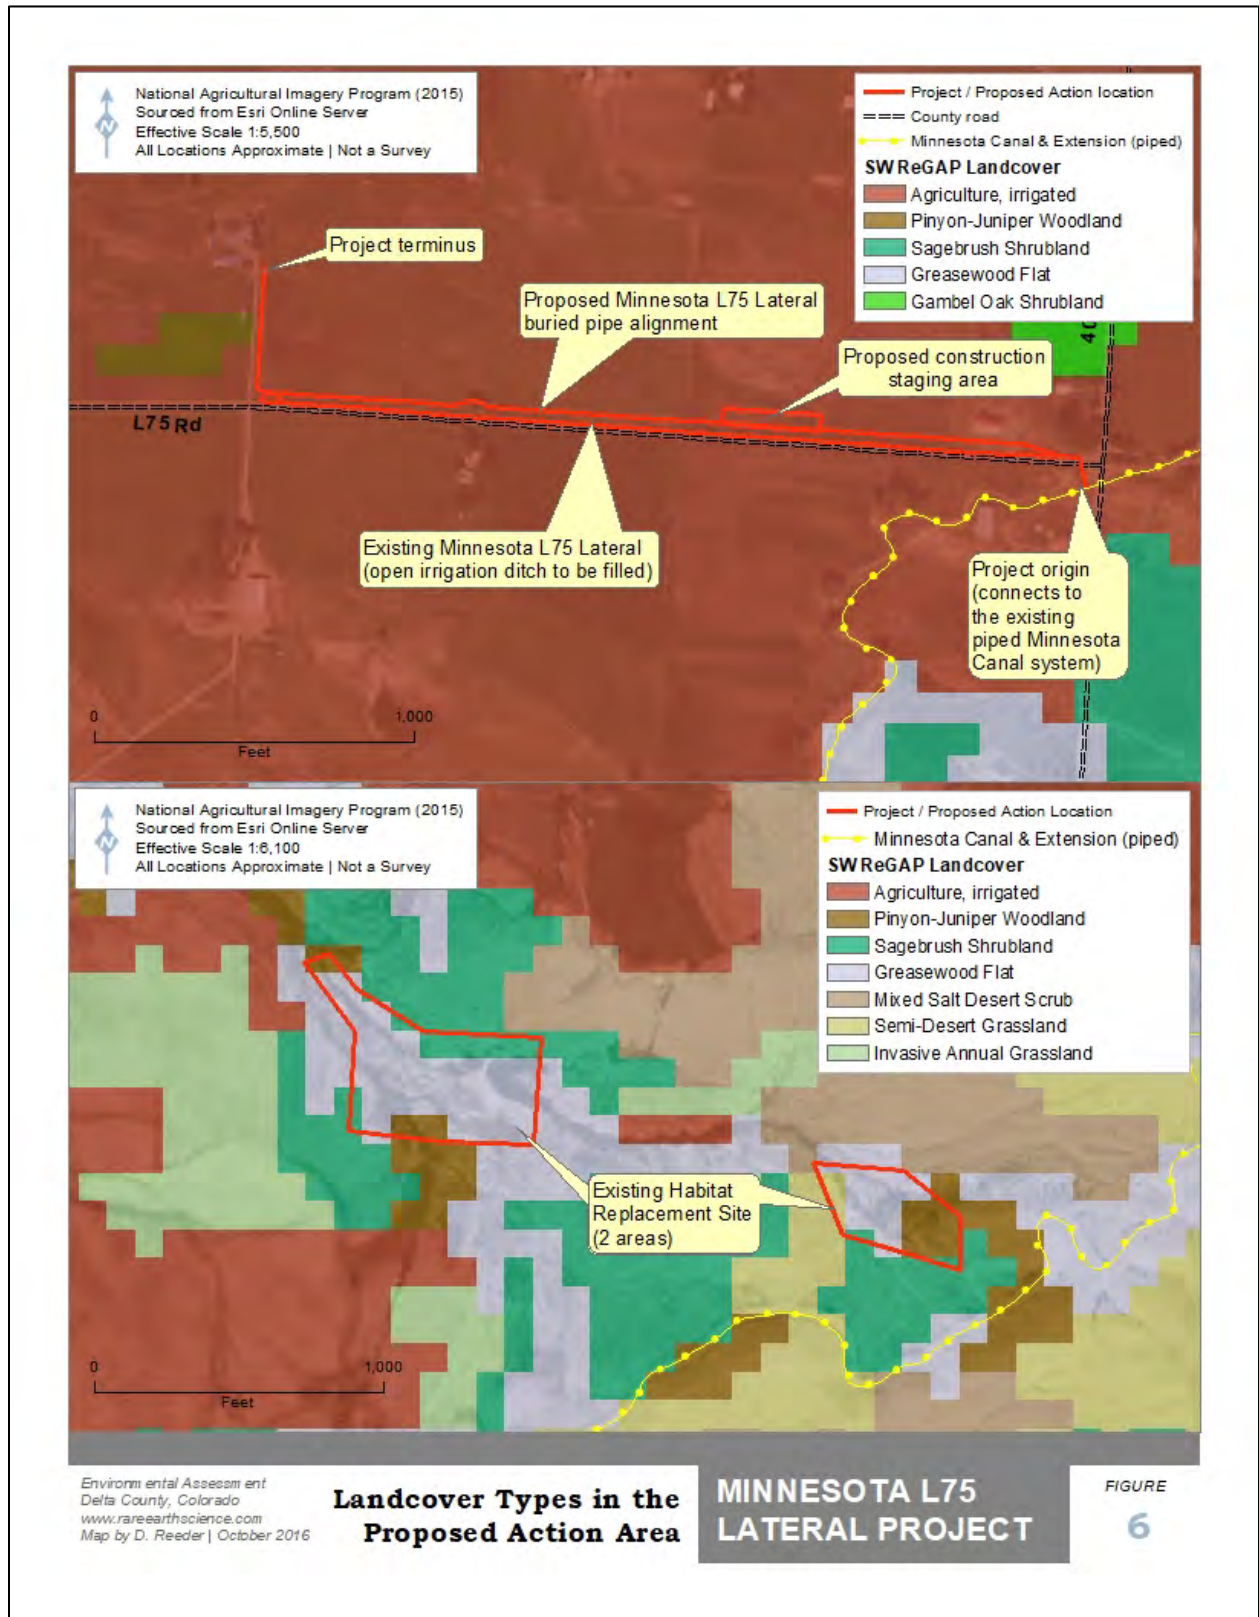 National Agricultural Imagery Program (2015)
Sourced from Esri Online Server
Effective Scale 1:5,500
All Locations Approximate | Not a Survey
N
Project / Proposed Action location
County road
Minnesota Canal & Extension (piped)
SW ReGAP Landcover
Agriculture, irrigated
Pinyon-Juniper Woodland
Sagebrush Shrubland
Greasewood Flat
Gambel Oak Shrubland
Project terminus
Proposed Minnesota L75 Lateral
buried pipe alignment
Proposed construction
staging area
40
L75 Rd
Existing Minnesota L75 Lateral
(open irrigation ditch to be filled)
Project origin
(connects to
the existing
piped Minnesota
Canal system)
0 1,000
Feet
National Agricultural Imagery Program (2015)
Sourced from Esri Online Server
Effective Scale 1:6,100
All Locations Approximate | Not a Survey
N
Project / Proposed Action Location
Minnesota Canal & Extension (piped)
SW ReGAP Landcover
Agriculture, irrigated
Pinyon-Juniper Woodland
Sagebrush Shrubland
Greasewood Flat
Mixed Salt Desert Scrub
Semi-Desert Grassland
Invasive Annual Grassland
Existing Habitat
Replacement Site
(2 areas)
0 1,000
Feet
Environmental Assessment
Delta County, Colorado
www.rareearthscience.com
Map by D. Reeder | October 2016
Landcover Types in the
Proposed Action Area
MINNESOTA L75
LATERAL PROJECT
FIGURE
6